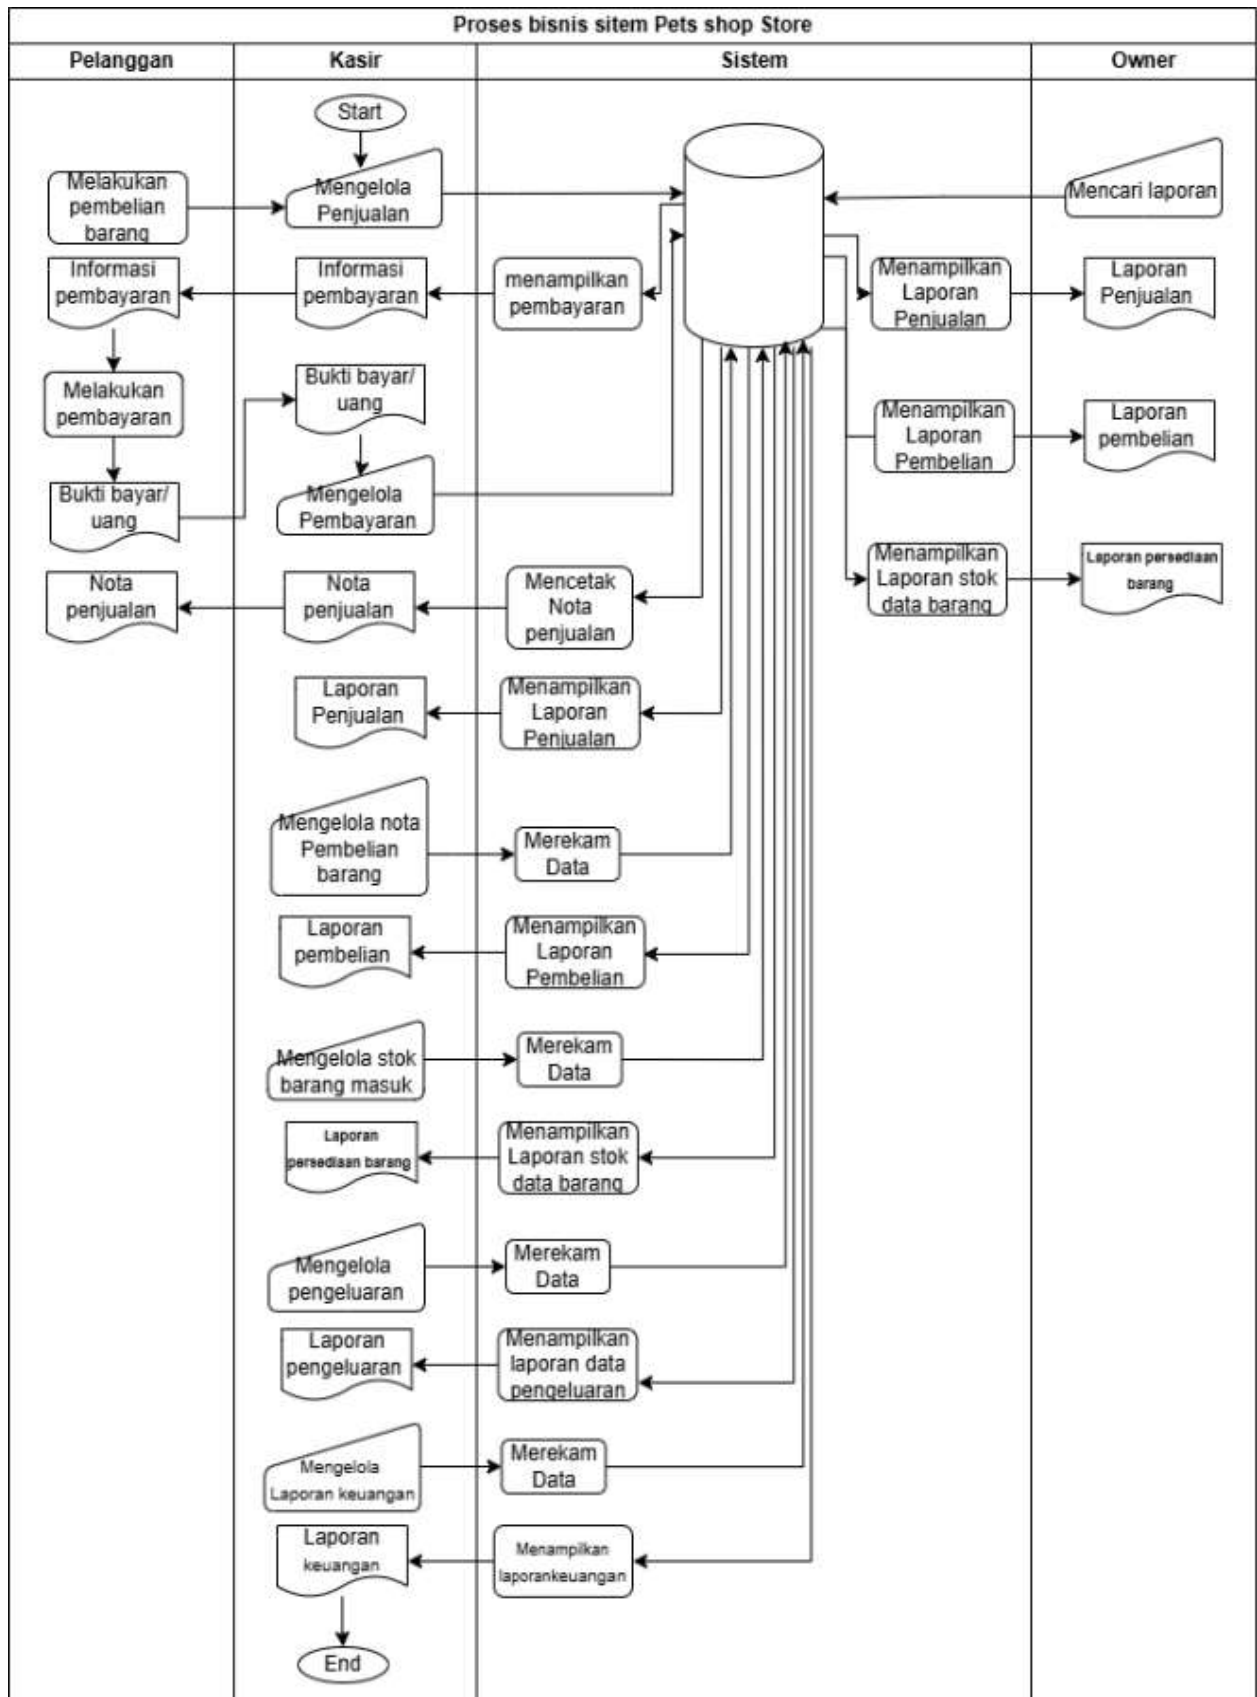 Proses bisnis sitem Pets shop Store
Pelanggan
Kasir
Sistem
Owner
Start
Melakukan
pembelian
barang
Mengelola
Penjualan
Mencari laporan
Informasi
pembayaran
Informasi
pembayaran
menampilkan
pembayaran
Menampilkan
Laporan
Penjualan
Laporan
Penjualan
Melakukan
pembayaran
Bukti bayar/
uang
Menampilkan
Laporan
Pembelian
Laporan
pembelian
Bukti bayar/
uang
Mengelola
Pembayaran
Menampilkan
Laporan stok
data barang
Laporan persediaan
barang
Nota
penjualan
Nota
penjualan
Mencetak
Nota
penjualan
Laporan
Penjualan
Menampilkan
Laporan
Penjualan
Mengelola nota
Pembelian
barang
Merekam
Data
Laporan
pembelian
Menampilkan
Laporan
Pembelian
Mengelola stok
barang masuk
Merekam
Data
Laporan
persediaan barang
Menampilkan
Laporan stok
data barang
Mengelola
pengeluaran
Merekam
Data
Laporan
pengeluaran
Menampilkan
laporan data
pengeluaran
Mengelola
Laporan keuangan
Merekam
Data
Laporan
keuangan
Menampilkan
laporankeuangan
End